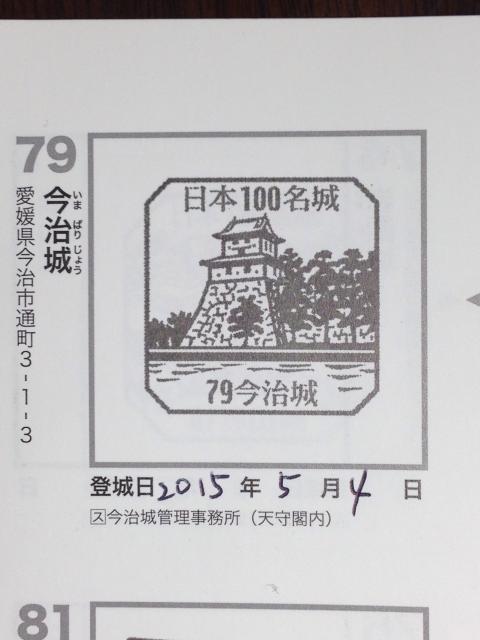 79
今治城
いま ばり じょう
愛媛県今治市通町3-1-3
日本100名城
79今治城
登城日2015年5月4日
ス今治城管理事務所（天守閣内）
81